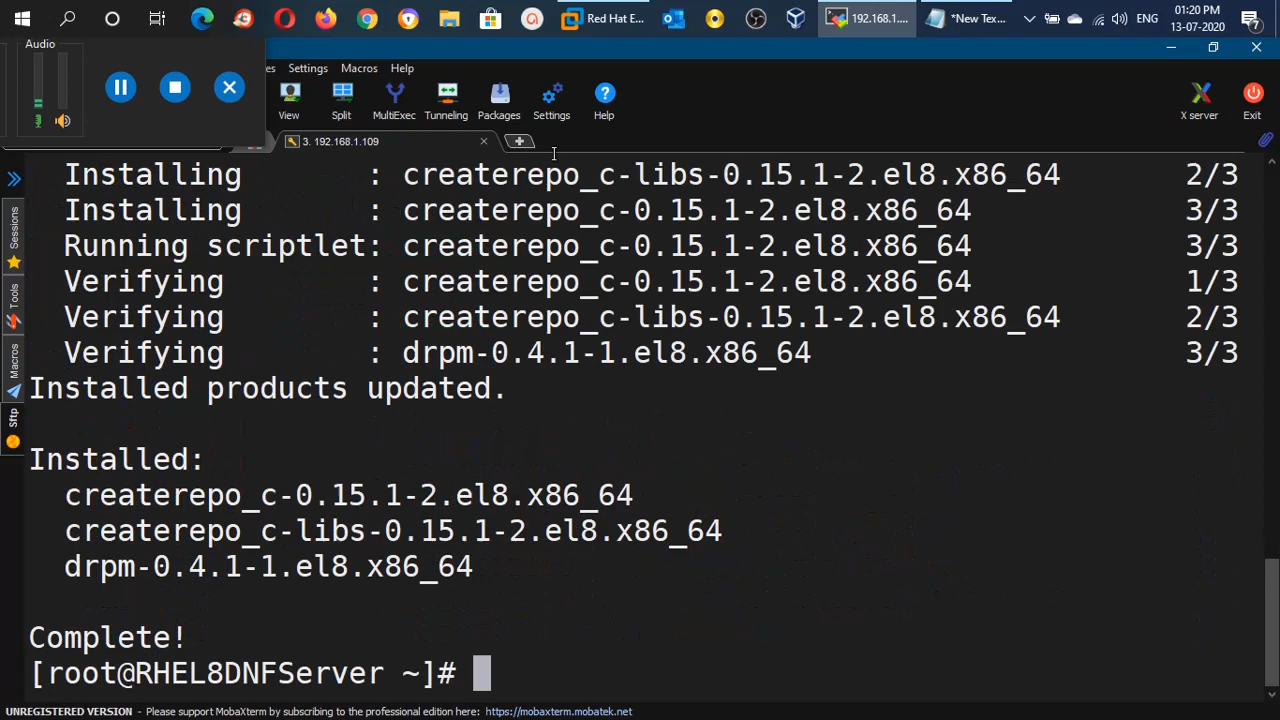 Red Hat E...
192.168.1....
*New Tex...
ENG
01:20 PM
13-07-2020
7
Audio
es Settings Macros Help
View Split MultiExec Tunneling Packages Settings Help
X server Exit
3. 192.168.1.109
Sessions
Tools
Macros
Sftp
Installing : createrepo_c-libs-0.15.1-2.el8.x86_64 2/3
Installing : createrepo_c-0.15.1-2.el8.x86_64 3/3
Running scriptlet: createrepo_c-0.15.1-2.el8.x86_64 3/3
Verifying : createrepo_c-0.15.1-2.el8.x86_64 1/3
Verifying : createrepo_c-libs-0.15.1-2.el8.x86_64 2/3
Verifying : drpm-0.4.1-1.el8.x86_64 3/3
Installed products updated.
Installed:
createrepo_c-0.15.1-2.el8.x86_64
createrepo_c-libs-0.15.1-2.el8.x86_64
drpm-0.4.1-1.el8.x86_64
Complete!
[root@RHEL8DNFServer ~]#
UNREGISTERED VERSION - Please support MobaXterm by subscribing to the professional edition here: https://mobaxterm.mobatek.net